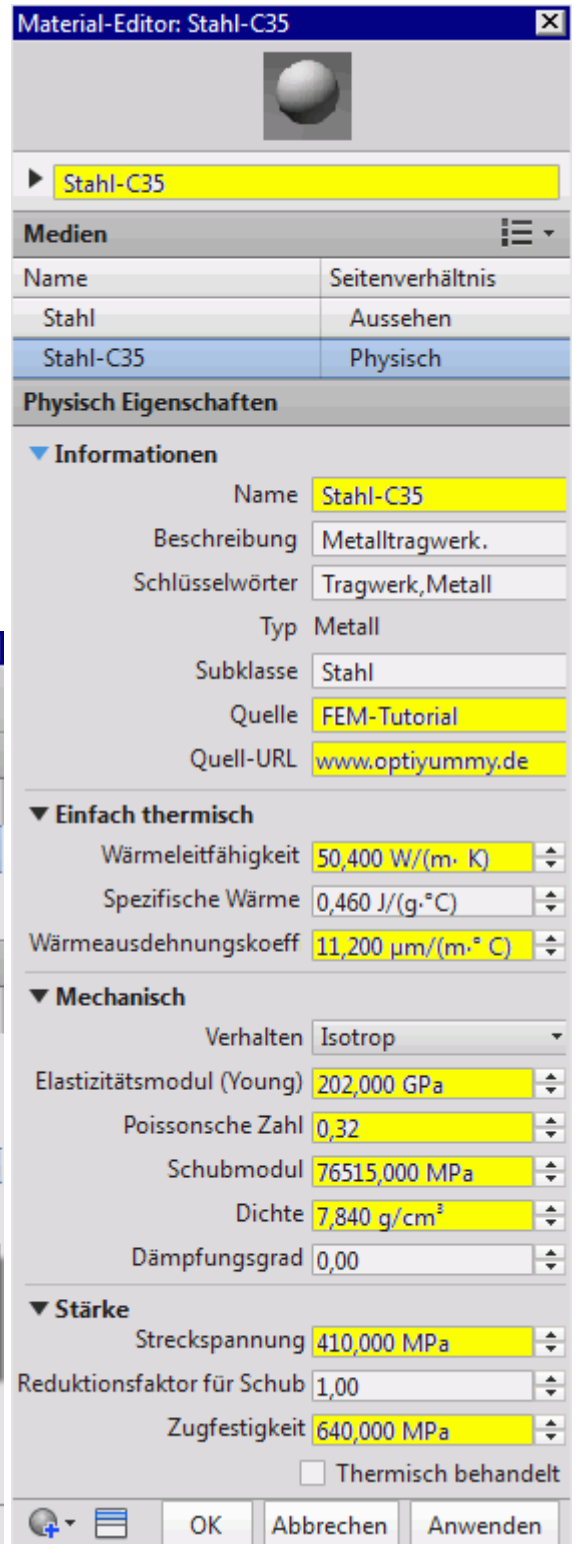 Material-Editor: Stahl-C35
Stahl-C35
Medien
Name Seitenverhältnis
Stahl Aussehen
Stahl-C35 Physisch
Physisch Eigenschaften
Informationen
Name Stahl-C35
Beschreibung Metalltragwerk.
Schlüsselwörter Tragwerk,Metall
Typ Metall
Subklasse Stahl
Quelle FEM-Tutorial
Quell-URL www.optiyummy.de
Einfach thermisch
Wärmeleitfähigkeit 50,400 W/(m· K)
Spezifische Wärme 0,460 J/(g·°C)
Wärmeausdehnungskoeff 11,200 µm/(m·° C)
Mechanisch
Verhalten Isotrop
Elastizitätsmodul (Young) 202,000 GPa
Poissonsche Zahl 0,32
Schubmodul 76515,000 MPa
Dichte 7,840 g/cm³
Dämpfungsgrad 0,00
Stärke
Streckspannung 410,000 MPa
Reduktionsfaktor für Schub 1,00
Zugfestigkeit 640,000 MPa
Thermisch behandelt
OK Abbrechen Anwenden